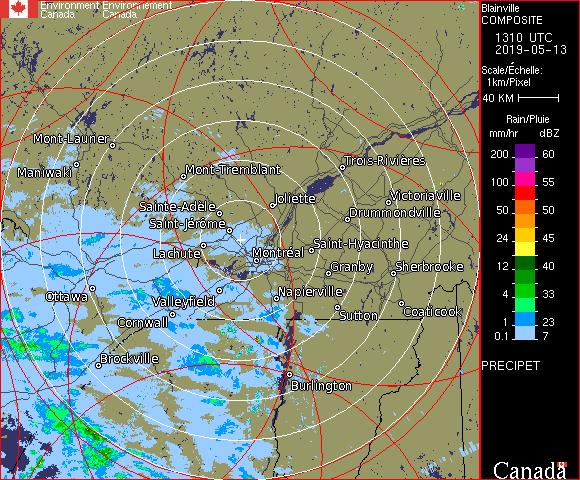 Environment Environnement
Canada Canada
Blainville
COMPOSITE
1310 UTC
2019-05-13
Scale/Échelle:
1km/Pixel
40 KM
Rain/Pluie
mm/hr dBZ
200 60
100 55
50 50
24 45
12 40
4 33
1 23
0.1 7
PRECIPET
Canada
Mont-Laurier
Maniwaki
Mont-Tremblant
Trois-Rivières
Sainte-Adèle
Joliette
Victoriaville
Saint-Jérôme
Drummondville
Lachute
Montréal
Saint-Hyacinthe
Granby
Sherbrooke
Ottawa
Valleyfield
Napierville
Cornwall
Sutton
Coaticook
Brockville
Burlington